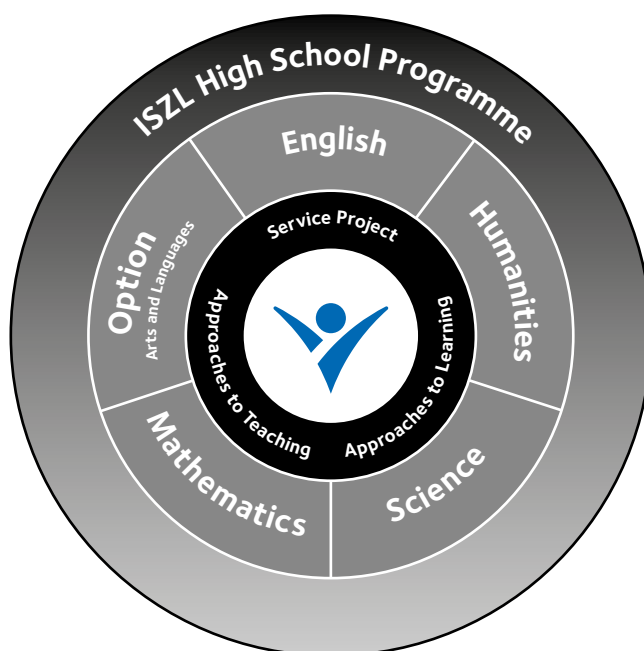 ISZL High School Programme
English
Humanities
Science
Mathematics
Option
Arts and Languages
Service Project
Approaches to Learning
Approaches to Teaching